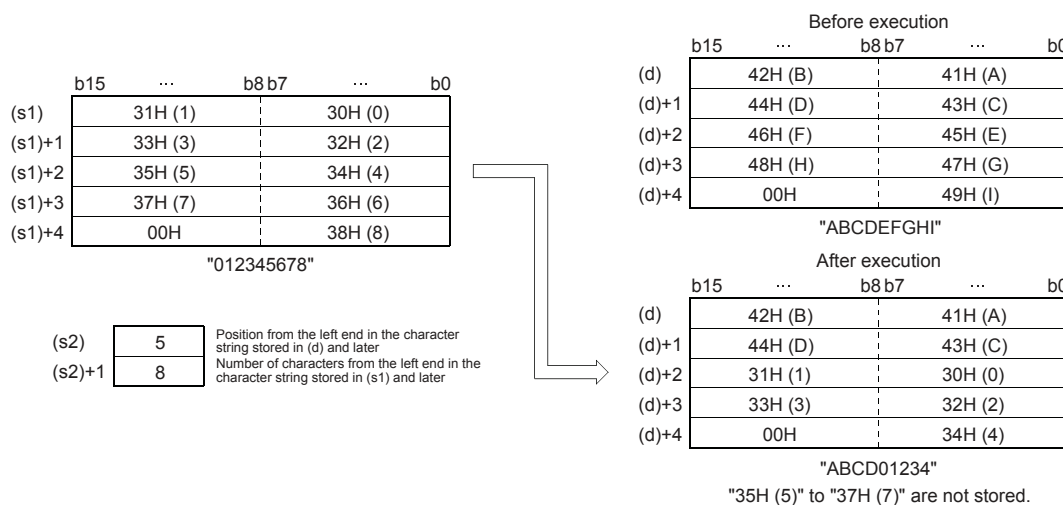 b15 ... b8 b7 ... b0
(s1) 31H (1) 30H (0)
(s1)+1 33H (3) 32H (2)
(s1)+2 35H (5) 34H (4)
(s1)+3 37H (7) 36H (6)
(s1)+4 00H 38H (8)
"012345678"
(s2) 5 Position from the left end in the character
string stored in (d) and later
(s2)+1 8 Number of characters from the left end in the
character string stored in (s1) and later
Before execution
b15 ... b8 b7 ... b0
(d) 42H (B) 41H (A)
(d)+1 44H (D) 43H (C)
(d)+2 46H (F) 45H (E)
(d)+3 48H (H) 47H (G)
(d)+4 00H 49H (I)
"ABCDEFGHI"
After execution
b15 ... b8 b7 ... b0
(d) 42H (B) 41H (A)
(d)+1 44H (D) 43H (C)
(d)+2 31H (1) 30H (0)
(d)+3 33H (3) 32H (2)
(d)+4 00H 34H (4)
"ABCD01234"
"35H (5)" to "37H (7)" are not stored.